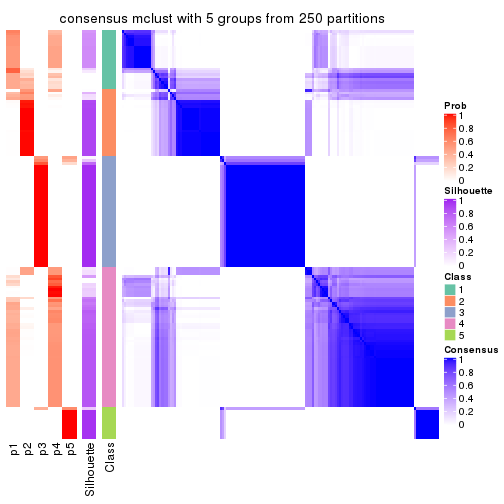 consensus mclust with 5 groups from 250 partitions
Prob
1
0.8
0.6
0.4
0.2
0
Silhouette
1
0.8
0.6
0.4
0.2
0
Class
1
2
3
4
5
Consensus
1
0.8
0.6
0.4
0.2
0
p1
p2
p3
p4
p5
Silhouette
Class